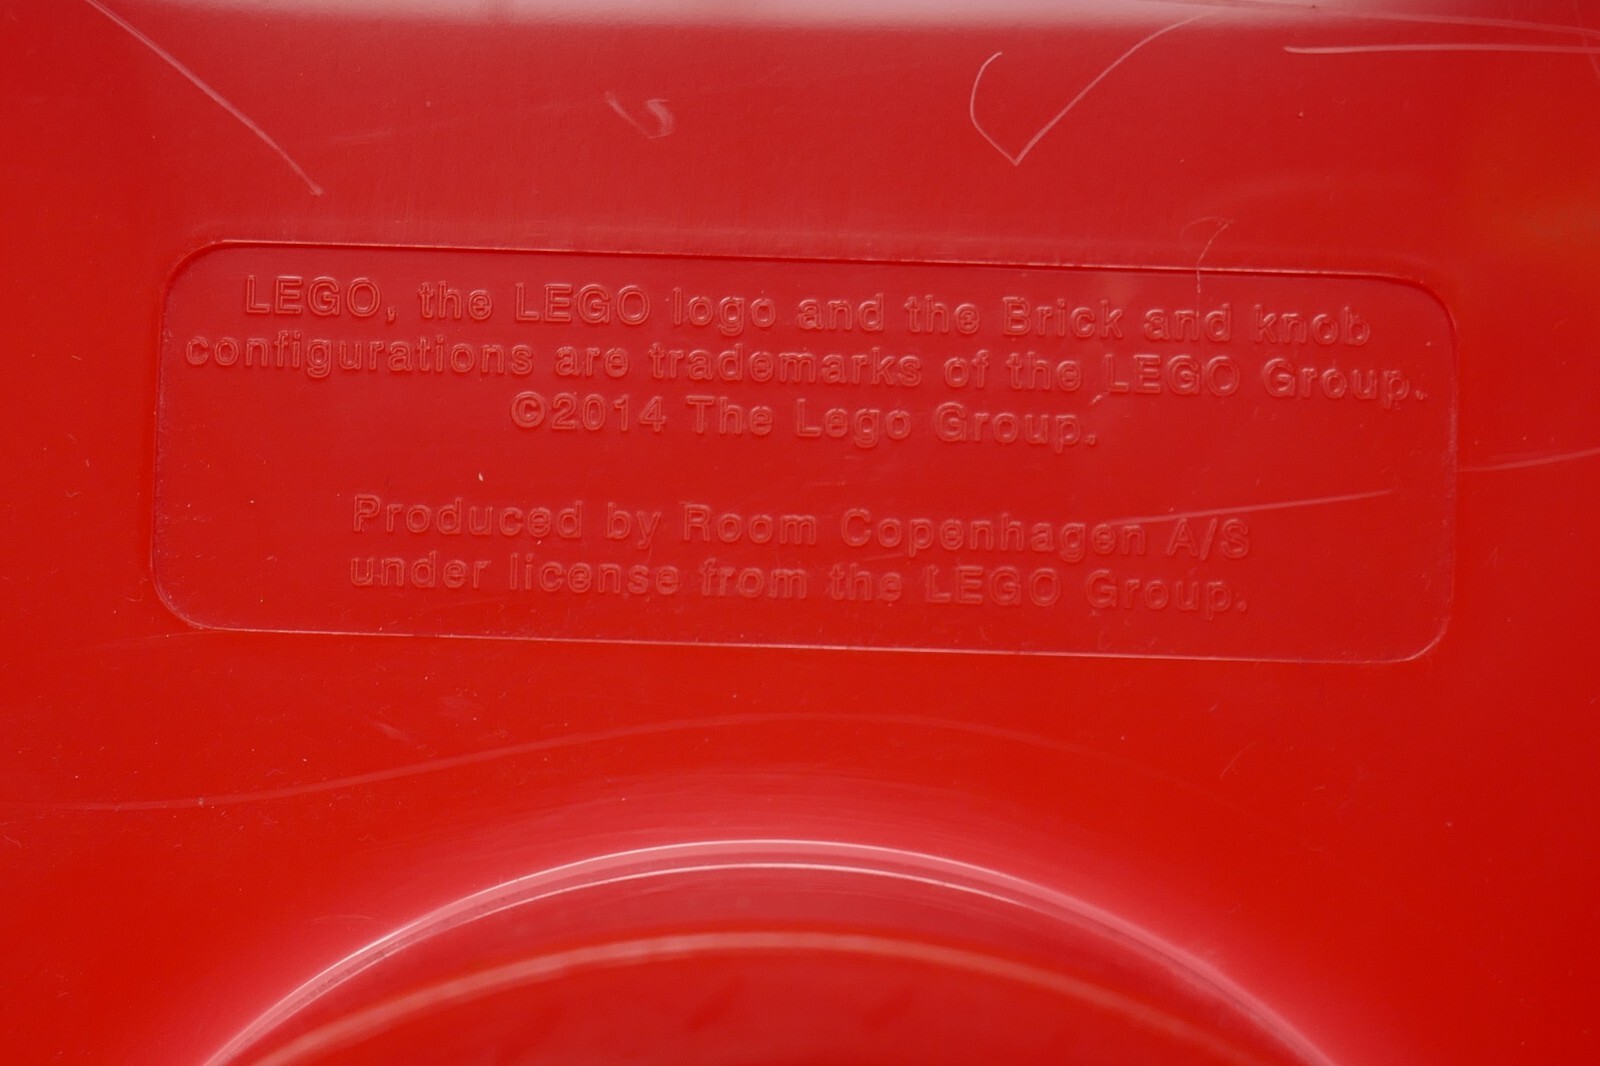 LEGO, the LEGO logo and the Brick and knob
configurations are trademarks of the LEGO Group.
©2014 The Lego Group.
Produced by Room Copenhagen A/S
under license from the LEGO Group.